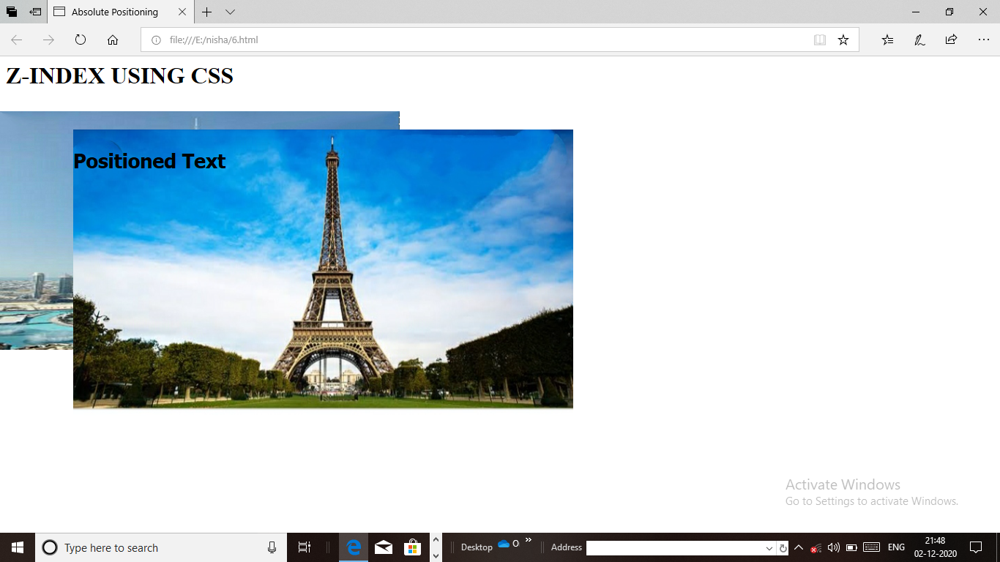 Absolute Positioning
file:///E:/nisha/6.html
Z-INDEX USING CSS
Positioned Text
Activate Windows
Go to Settings to activate Windows.
Type here to search
Desktop
O
Address
ENG
21:48
02-12-2020